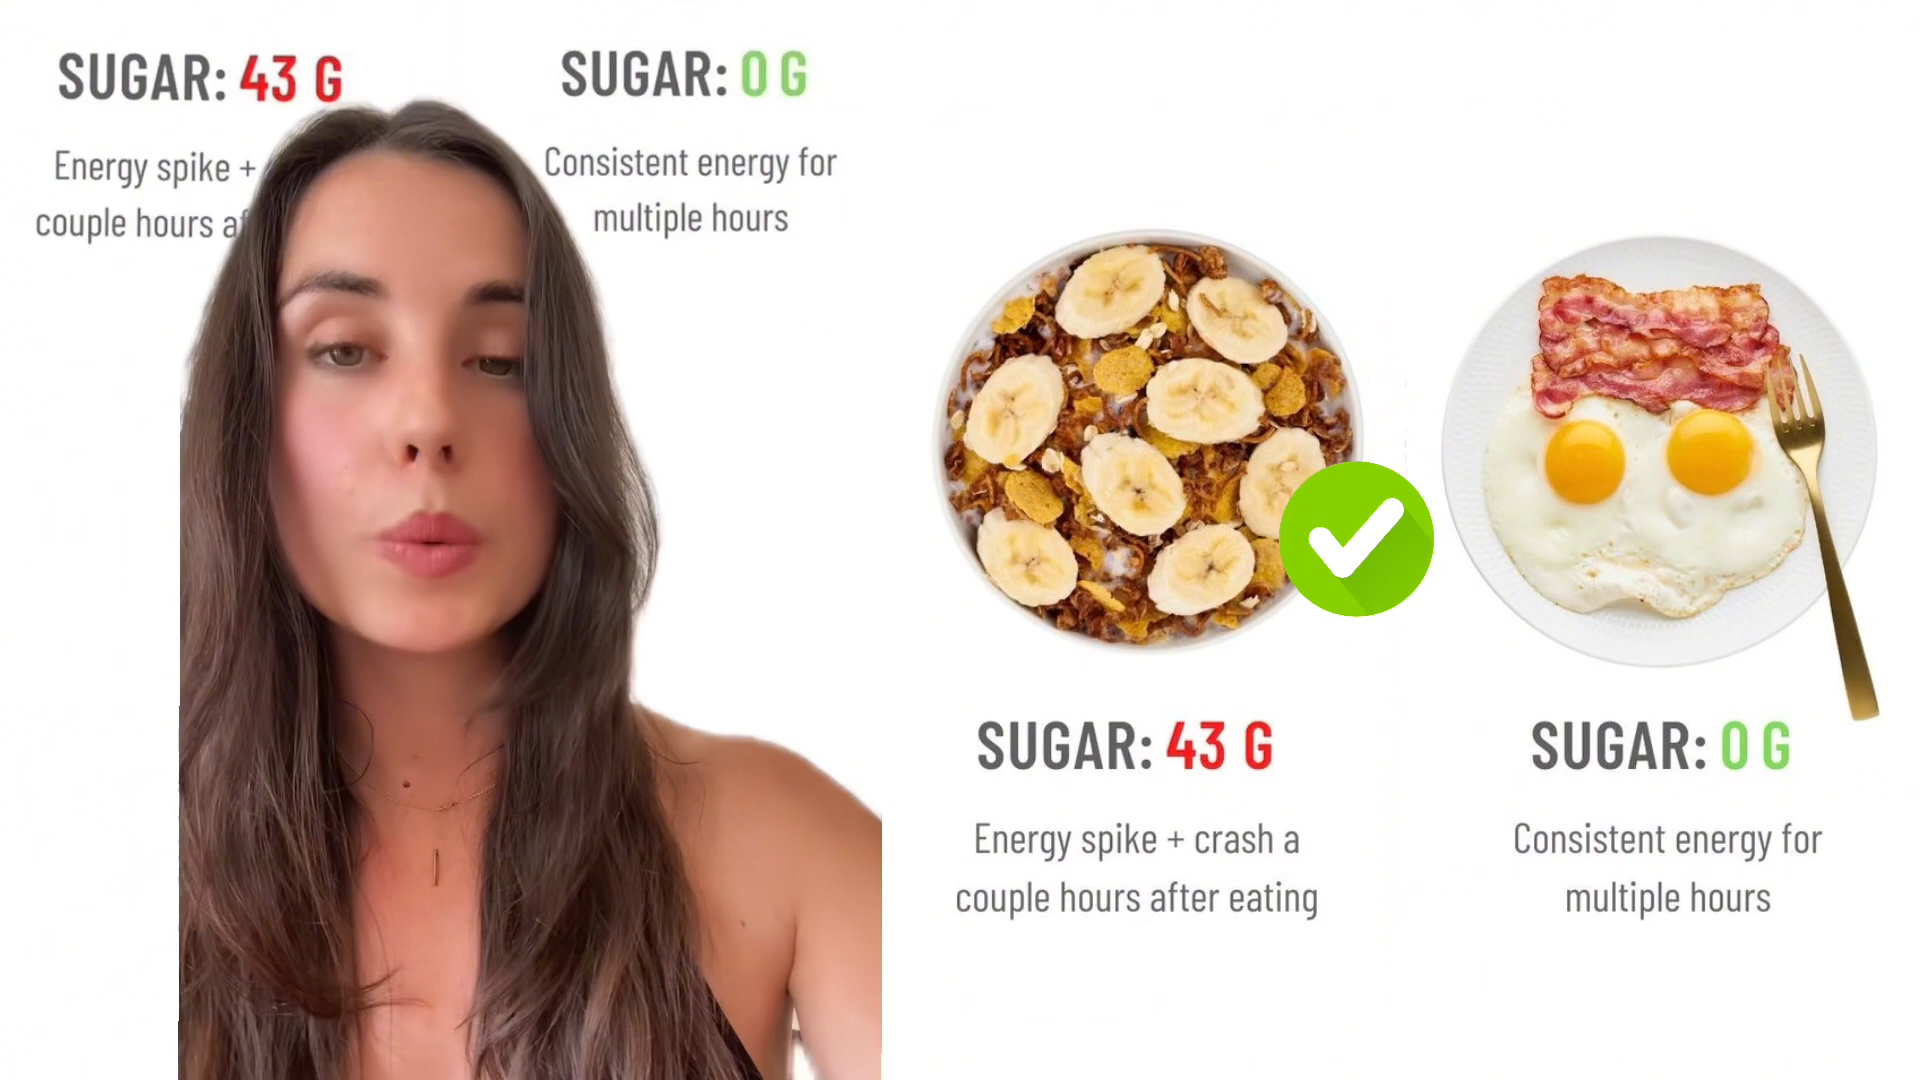 SUGAR: 43 G
Energy spike +
couple hours
SUGAR: 0 G
Consistent energy for
multiple hours
SUGAR: 43 G
Energy spike + crash a
couple hours after eating
SUGAR: 0 G
Consistent energy for
multiple hours